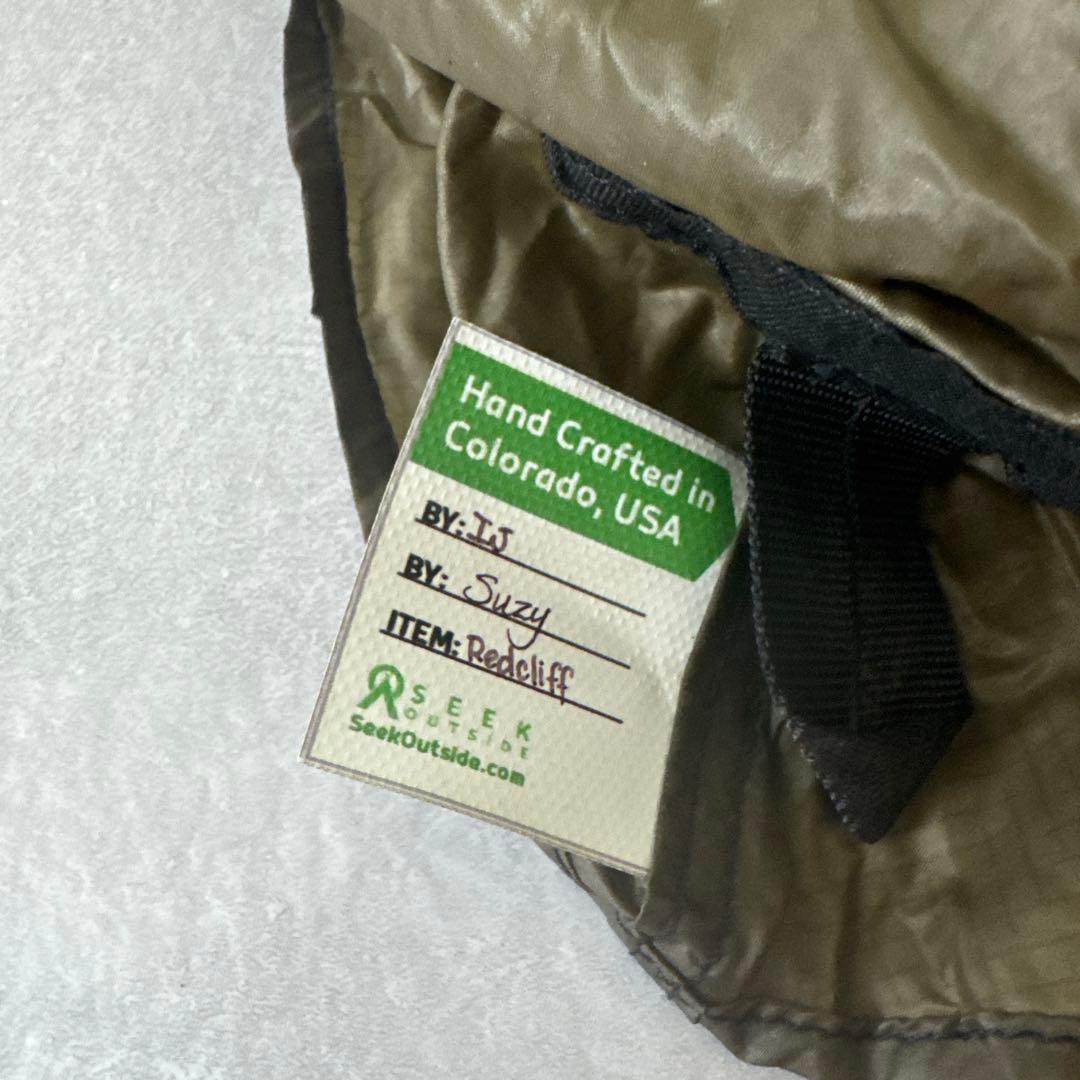 Hand Crafted in
Colorado, USA
BY: IJ
BY: Suzy
ITEM: Redcliff
SEEK
OUTSIDE
SeekOutside.com